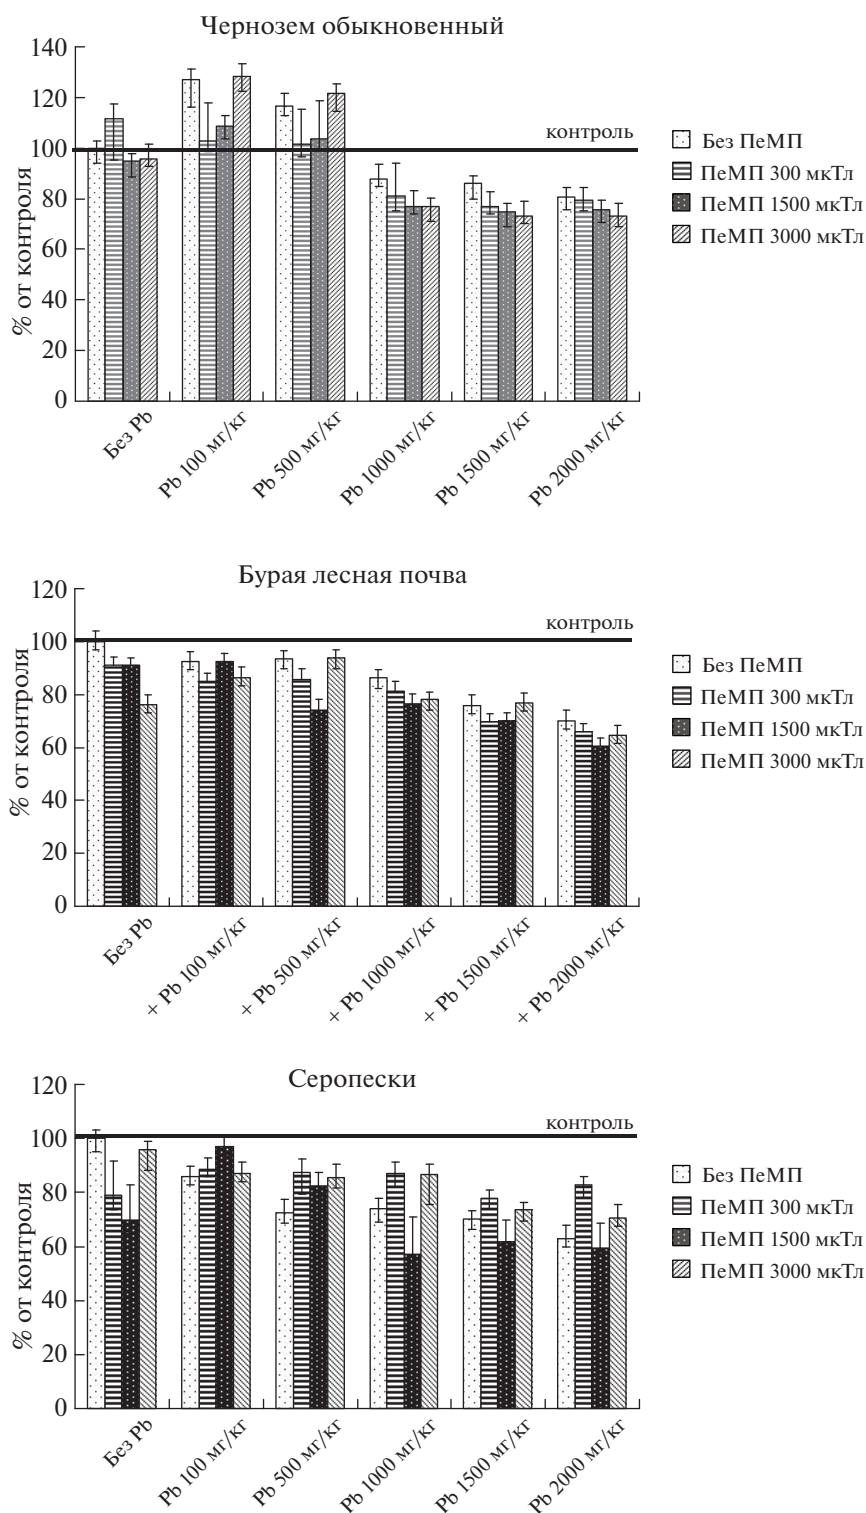 Чернозем обыкновенный
140
120
100
80
60
40
20
0
% от контроля
контроль
Без ПеМП
ПеМП 300 мкТл
ПеМП 1500 мкТл
ПеМП 3000 мкТл
Без Pb
Pb 100 мг/кг
Pb 500 мг/кг
Pb 1000 мг/кг
Pb 1500 мг/кг
Pb 2000 мг/кг
Бурая лесная почва
120
100
80
60
40
20
0
% от контроля
контроль
Без ПеМП
ПеМП 300 мкТл
ПеМП 1500 мкТл
ПеМП 3000 мкТл
Без Pb
+ Pb 100 мг/кг
+ Pb 500 мг/кг
+ Pb 1000 мг/кг
+ Pb 1500 мг/кг
+ Pb 2000 мг/кг
Серопески
120
100
80
60
40
20
0
% от контроля
контроль
Без ПеМП
ПеМП 300 мкТл
ПеМП 1500 мкТл
ПеМП 3000 мкТл
Без Pb
Pb 100 мг/кг
Pb 500 мг/кг
Pb 1000 мг/кг
Pb 1500 мг/кг
Pb 2000 мг/кг